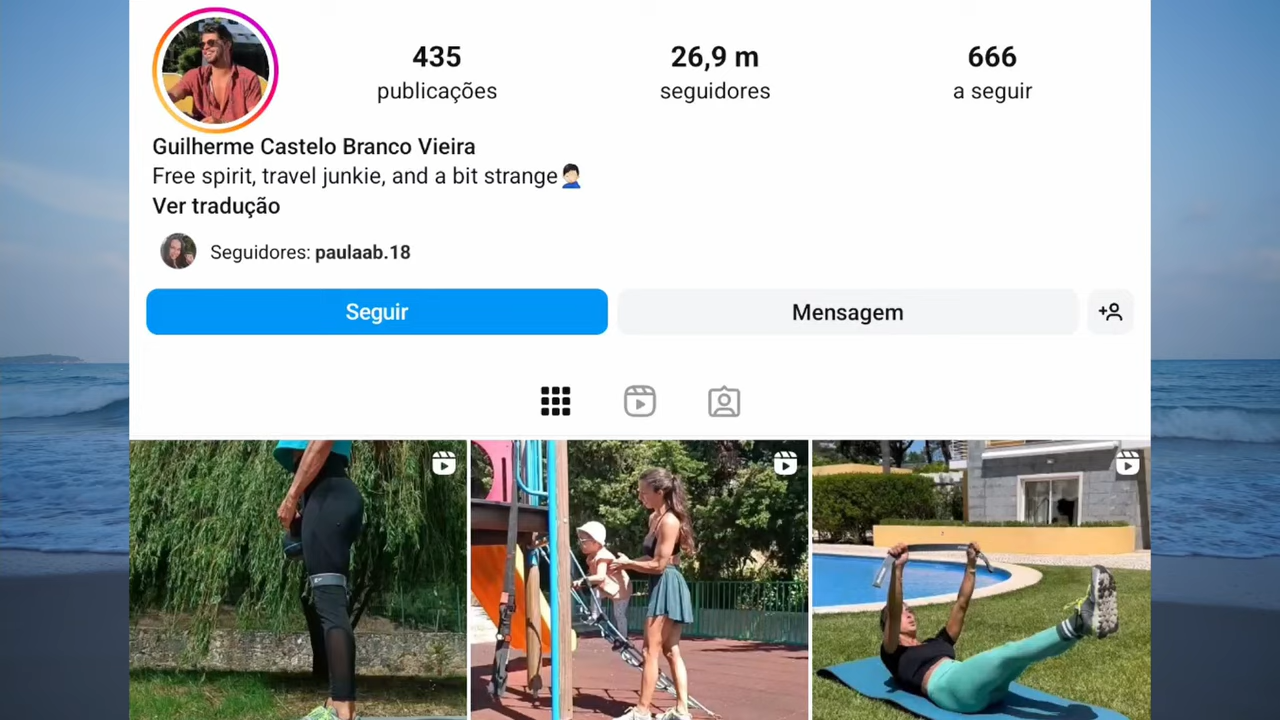 435
26,9 m
666
publicações
seguidores
a seguir
Guilherme Castelo Branco Vieira
Free spirit, travel junkie, and a bit strange🤦🏻‍♂️
Ver tradução
Seguidores: paulaab.18
Seguir
Mensagem